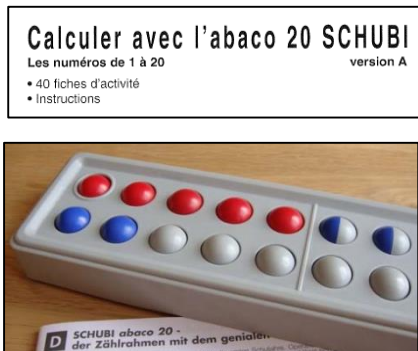 Calculer avec l'abaco 20 SCHUBI
Les numéros de 1 à 20 version A
• 40 fiches d'activité
• Instructions
D SCHUBI abaco 20 -
der Zählrahmen mit dem genialen